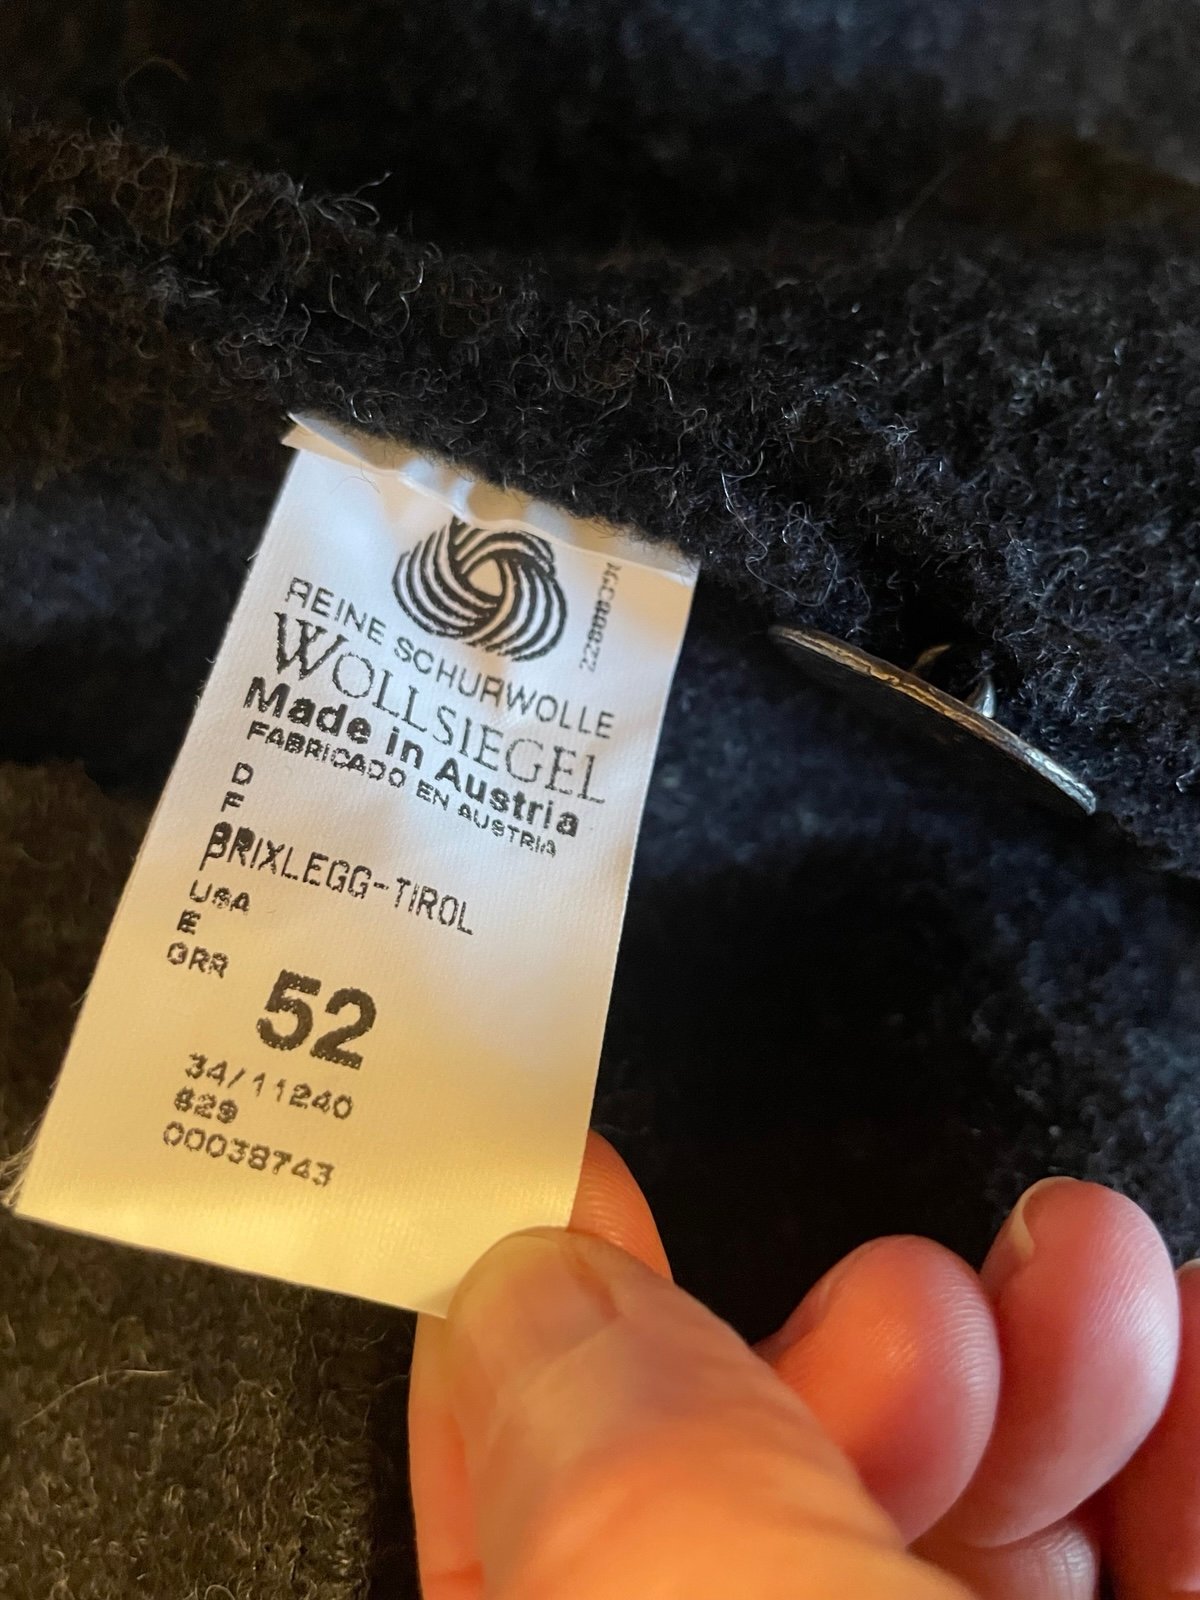 REINE SCHURWOLLE
WOLLSIEGEL
Made in Austria
FABRICADO EN AUSTRIA
D
F
BRIXLEGG-TIROL
USA
E
GRR
52
34/11240
829
00038743